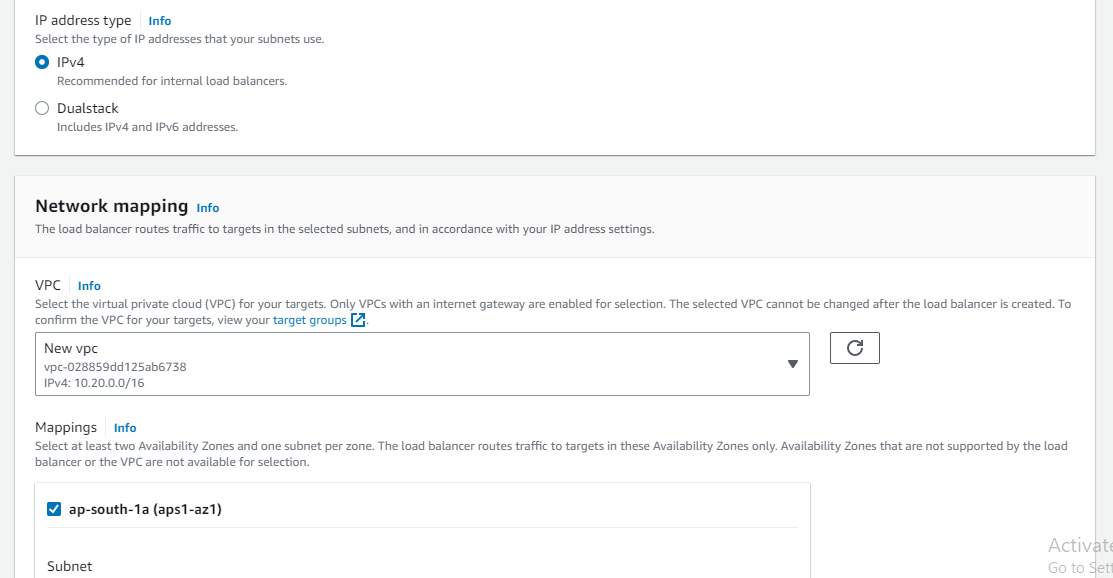 IP address type Info
Select the type of IP addresses that your subnets use.
IPv4
Recommended for internal load balancers.
Dualstack
Includes IPv4 and IPv6 addresses.
Network mapping Info
The load balancer routes traffic to targets in the selected subnets, and in accordance with your IP address settings.
VPC Info
Select the virtual private cloud (VPC) for your targets. Only VPCs with an internet gateway are enabled for selection. The selected VPC cannot be changed after the load balancer is created. To
confirm the VPC for your targets, view your target groups.
New vpc
vpc-028859dd125ab6738
IPv4: 10.20.0.0/16
Mappings Info
Select at least two Availability Zones and one subnet per zone. The load balancer routes traffic to targets in these Availability Zones only. Availability Zones that are not supported by the load
balancer or the VPC are not available for selection.
ap-south-1a (aps1-az1)
Activate
Go to Sett
Subnet